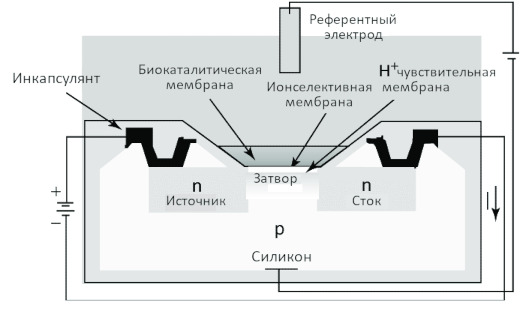 Референтный
электрод
Биокаталитическая
мембрана
Ионселективная
мембрана
H⁺чувствительная
мембрана
Инкапсулянт
Затвор
n
Источник
n
Сток
p
Силикон
+
–
I